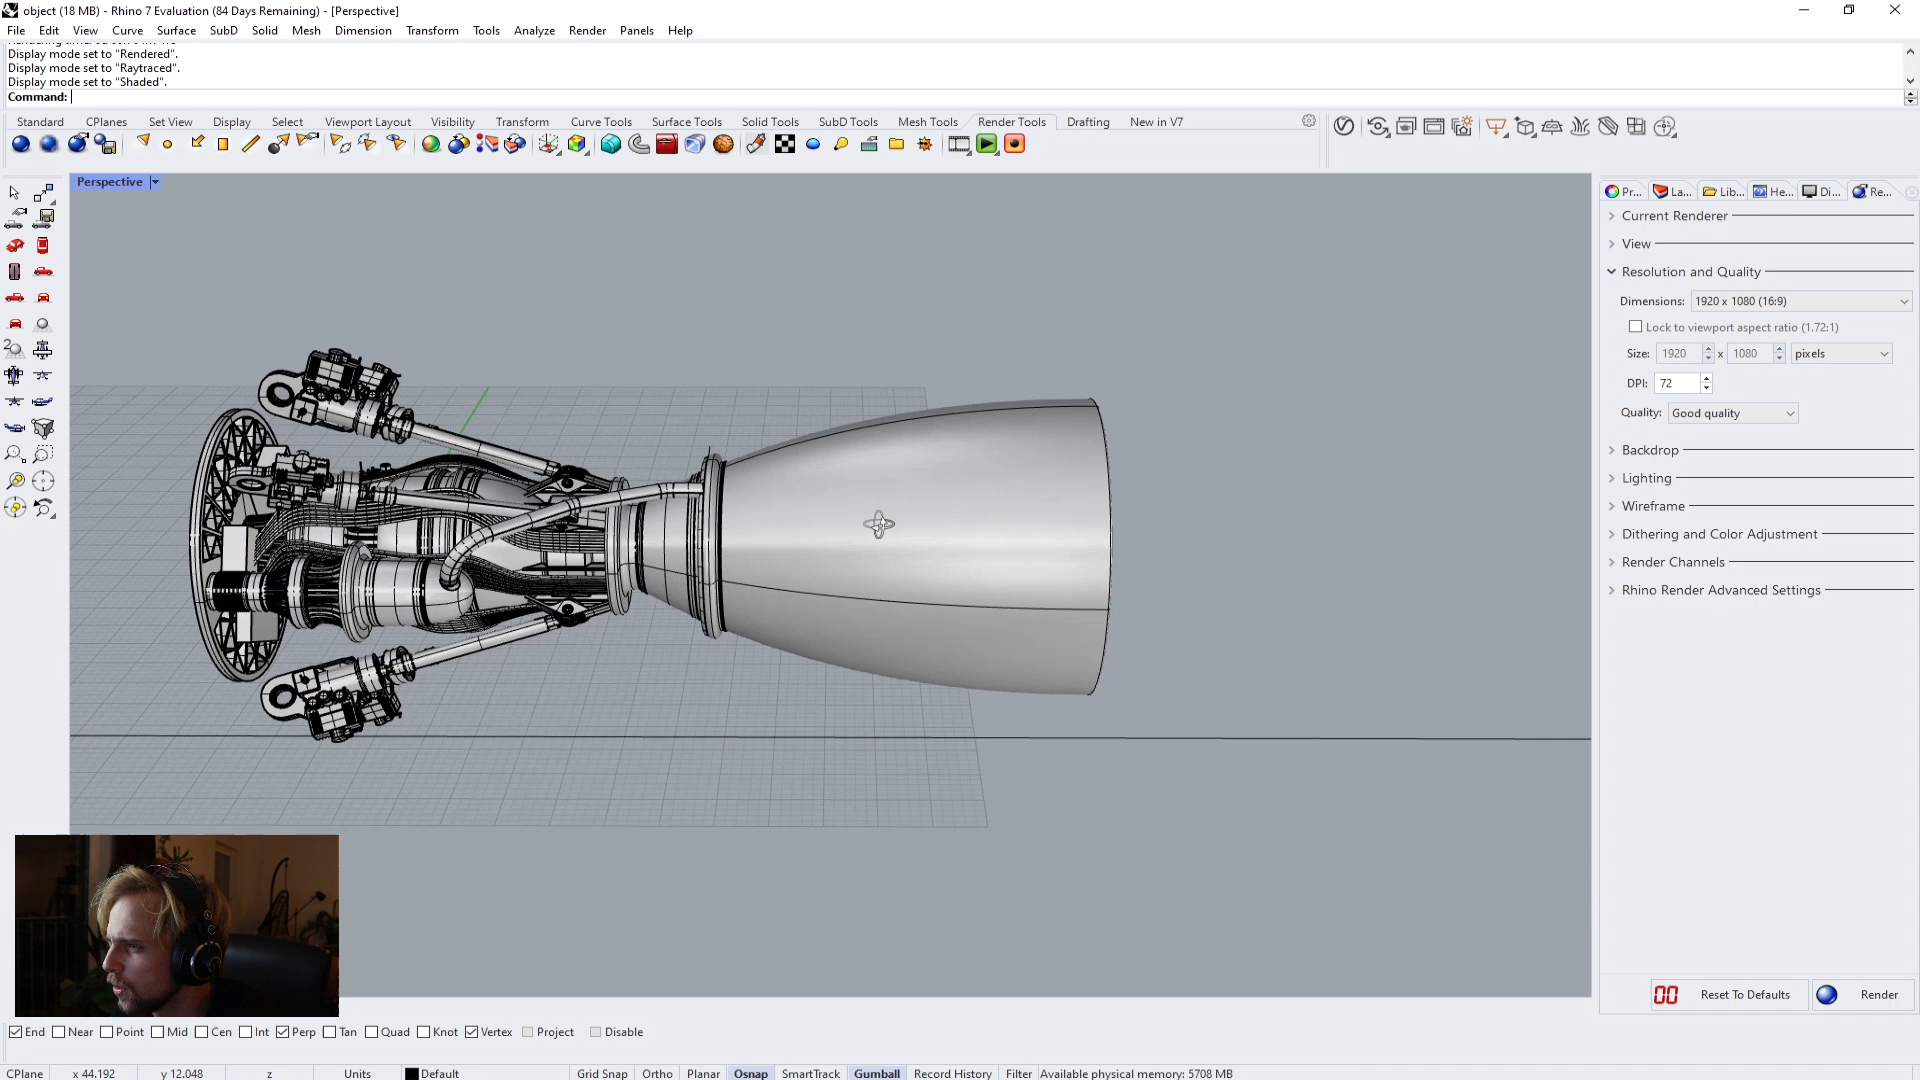 object (18 MB) - Rhino 7 Evaluation (84 Days Remaining) - [Perspective]
File Edit View Curve Surface SubD Solid Mesh Dimension Transform Tools Analyze Render Panels Help
Display mode set to "Rendered".
Display mode set to "Raytraced".
Display mode set to "Shaded".
Command:
Standard CPlanes Set View Display Select Viewport Layout Visibility Transform Curve Tools Surface Tools Solid Tools SubD Tools Mesh Tools Render Tools Drafting New in V7
Perspective
Pr... La... Lib... He... Di... Re...
Current Renderer
View
Resolution and Quality
Dimensions: 1920 x 1080 (16:9)
Lock to viewport aspect ratio (1.72:1)
Size: 1920 x 1080 pixels
DPI: 72
Quality: Good quality
Backdrop
Lighting
Wireframe
Dithering and Color Adjustment
Render Channels
Rhino Render Advanced Settings
Reset To Defaults Render
End Near Point Mid Cen Int Perp Tan Quad Knot Vertex Project Disable
CPlane x 44.192 y 12.048 z Units Default Grid Snap Ortho Planar Osnap SmartTrack Gumball Record History Filter Available physical memory: 5708 MB